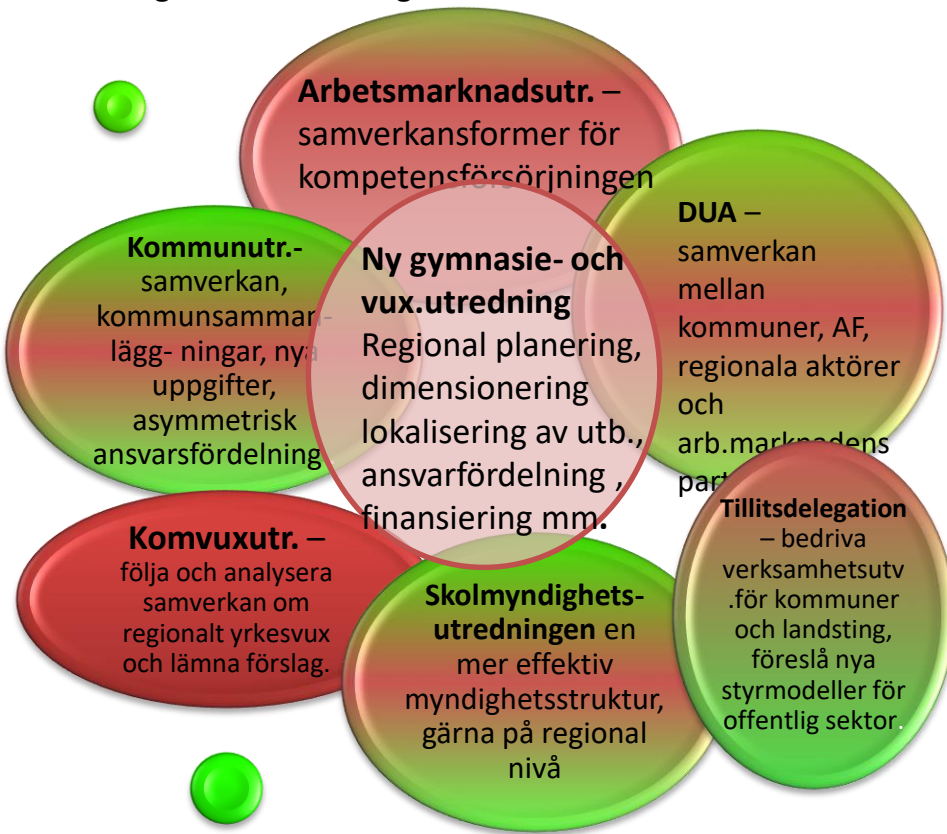 Arbetsmarknadsutr. –
samverkansformer för
kompetensförsörjningen
DUA –
samverkan
mellan
kommuner, AF,
regionala aktörer
och
arb.marknadens
part
Kommunutr.-
samverkan,
kommunsamman-
lägg- ningar, nya
uppgifter,
asymmetrisk
ansvarsfördelning
Ny gymnasie- och
vux.utredning
Regional planering,
dimensionering
lokalisering av utb.,
ansvarfördelning ,
finansiering mm.
Komvuxutr. –
följa och analysera
samverkan om
regionalt yrkesvux
och lämna förslag.
Skolmyndighets-
utredningen en
mer effektiv
myndighetsstruktur,
gärna på regional
nivå
Tillitsdelegation
– bedriva
verksamhetsutv
.för kommuner
och landsting,
föreslå nya
styrmodeller för
offentlig sektor.